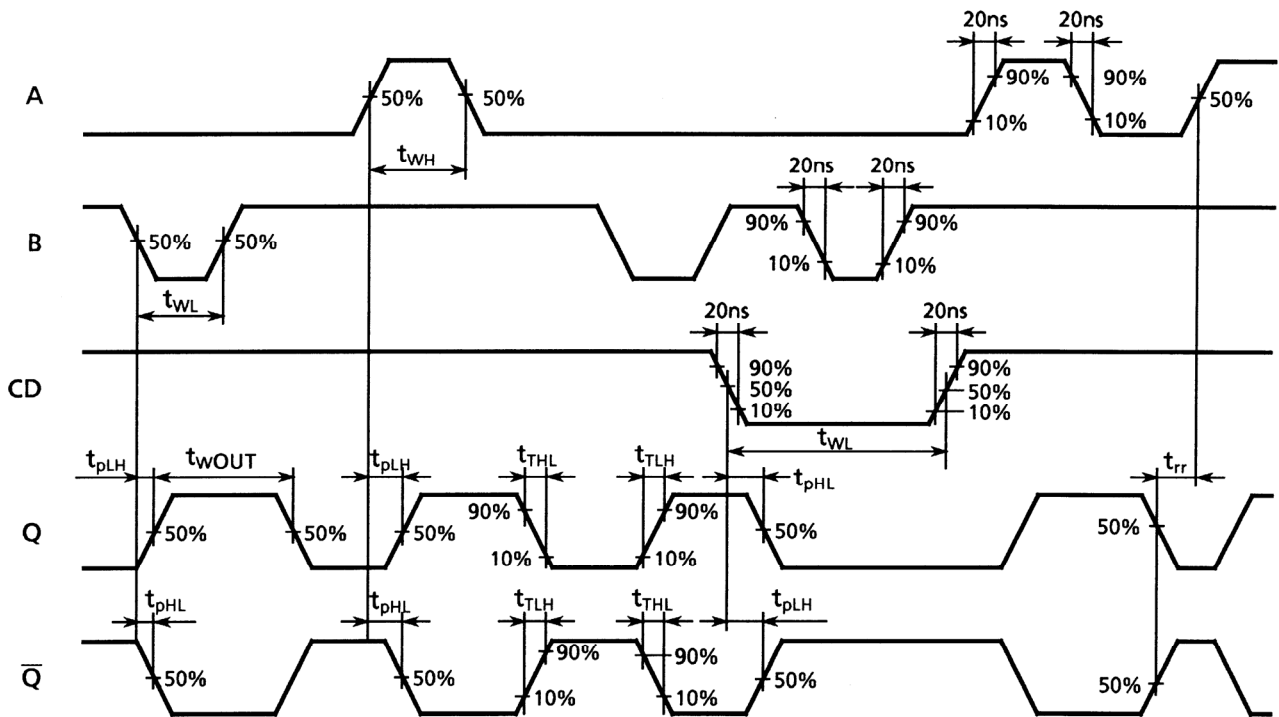 20ns 20ns
A 50% 50% 90% 90% 50%
10% 10%
tWH
20ns 20ns
B 50% 50% 90% 90%
10% 10%
tWL
20ns 20ns
CD 90% 90%
50% 50%
10% 10%
tWL
tpLH twOUT tpLH tTHL tTLH tpHL trr
Q 50% 50% 50% 90% 90% 50% 50%
10% 10%
tpHL tpHL tTLH tTHL tpLH
Q̅ 50% 50% 90% 90% 50% 50%
10% 10%